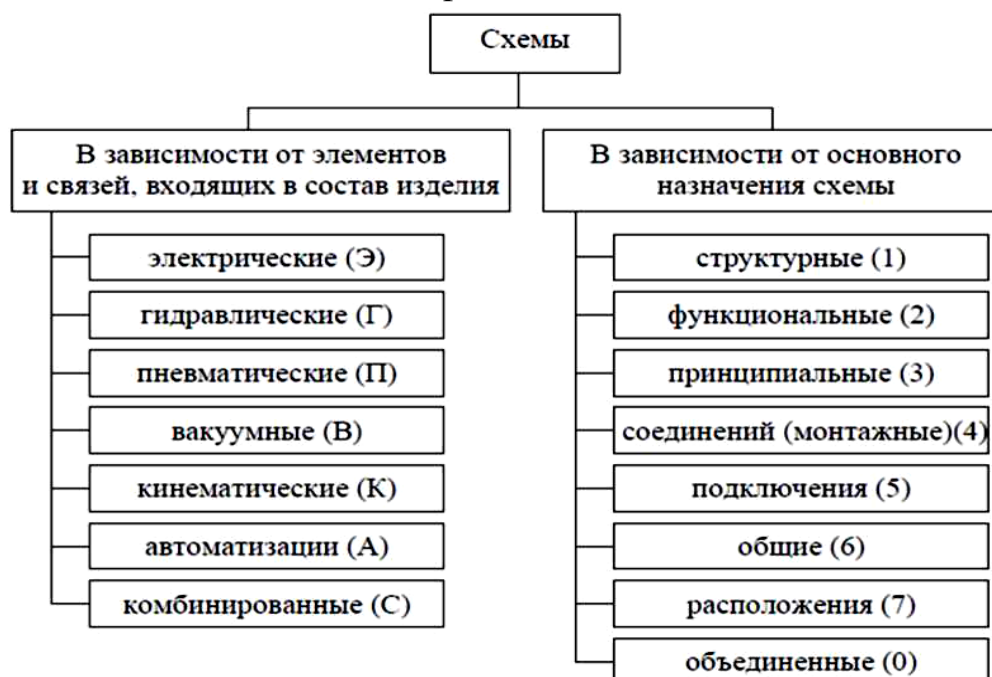 Схемы
В зависимости от элементов
и связей, входящих в состав изделия
электрические (Э)
гидравлические (Г)
пневматические (П)
вакуумные (В)
кинематические (К)
автоматизации (А)
комбинированные (С)
В зависимости от основного
назначения схемы
структурные (1)
функциональные (2)
принципиальные (3)
соединений (монтажные)(4)
подключения (5)
общие (6)
расположения (7)
объединенные (0)